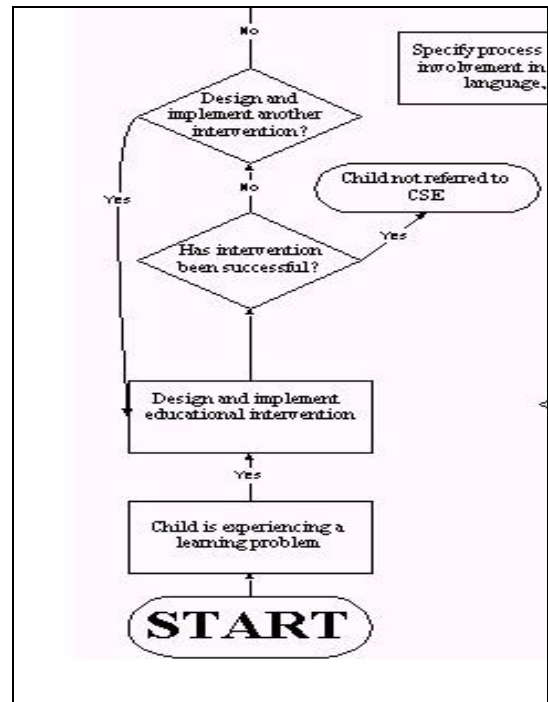 No
Specify process
involvement in
language,
Design and
implement another
intervention?
No
Yes
Child not referred to
CSE
Yes
Has intervention
been successful?
Design and implement
educational intervention
Yes
Child is experiencing a
learning problem
START